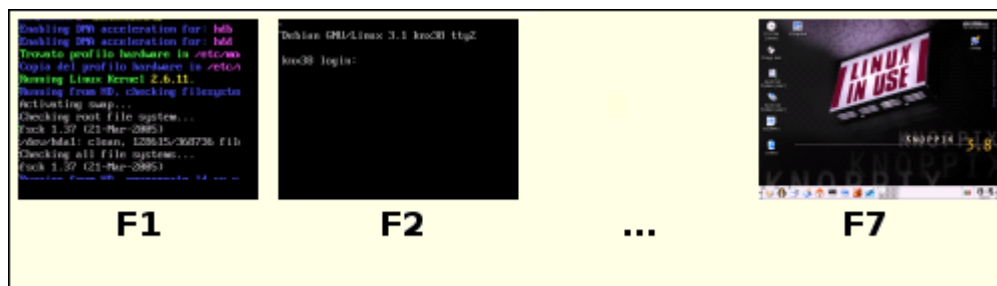 Enabling DMA acceleration for: hdb
Enabling DMA acceleration for: hdd
Trovato profilo hardware in /etc/mo
Copia del profilo hardware in /etc/
Running Linux Kernel 2.6.11.
Running from HD, checking filesyste
Activating swap...
Checking root file system...
fsck 1.37 (21-Mar-2005)
/dev/hda1: clean, 128615/368736 fil
Checking all file systems...
fsck 1.37 (21-Mar-2005)
Debian GNU/Linux 3.1 knx38 tty2
knx38 login:
LINUX
IN USE
KNOPPIX 3.8
KNOPPIX
F1
F2
...
F7